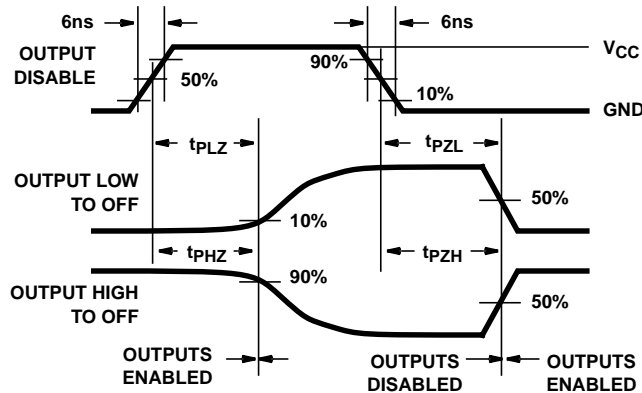 6ns
6ns
OUTPUT
DISABLE
50%
90%
10%
VCC
GND
tPLZ
tPZL
OUTPUT LOW
TO OFF
10%
50%
tPHZ
tPZH
OUTPUT HIGH
TO OFF
90%
50%
OUTPUTS
ENABLED
OUTPUTS
DISABLED
OUTPUTS
ENABLED